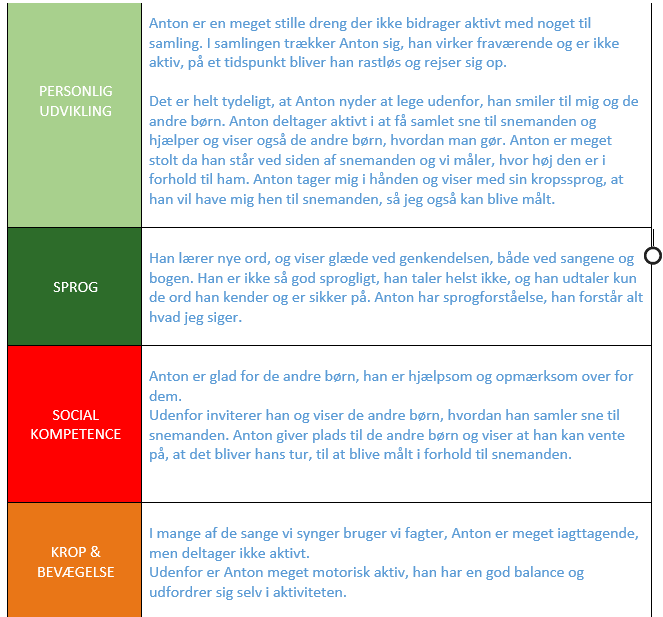 PERSONLIG
UDVIKLING
Anton er en meget stille dreng der ikke bidrager aktivt med noget til
samling. I samlingen trækker Anton sig, han virker fraværende og er ikke
aktiv, på et tidspunkt bliver han rastløs og rejser sig op.
Det er helt tydeligt, at Anton nyder at lege udenfor, han smiler til mig og de
andre børn. Anton deltager aktivt i at få samlet sne til snemanden og
hjælper og viser også de andre børn, hvordan man gør. Anton er meget
stolt da han står ved siden af snemanden og vi måler, hvor høj den er i
forhold til ham. Anton tager mig i hånden og viser med sin kropssprog, at
han vil have mig hen til snemanden, så jeg også kan blive målt.
SPROG
Han lærer nye ord, og viser glæde ved genkendelsen, både ved sangene og
bogen. Han er ikke så god sprogligt, han taler helst ikke, og han udtaler kun
de ord han kender og er sikker på. Anton har sprogforståelse, han forstår alt
hvad jeg siger.
SOCIAL
KOMPETENCE
Anton er glad for de andre børn, han er hjælpsom og opmærksom over for
dem.
Udenfor inviterer han og viser de andre børn, hvordan han samler sne til
snemanden. Anton giver plads til de andre børn og viser at han kan vente
på, at det bliver hans tur, til at blive målt i forhold til snemanden.
KROP &
BEVÆGELSE
I mange af de sange vi synger bruger vi fagter, Anton er meget iagttagende,
men deltager ikke aktivt.
Udenfor er Anton meget motorisk aktiv, han har en god balance og
udfordrer sig selv i aktiviteten.